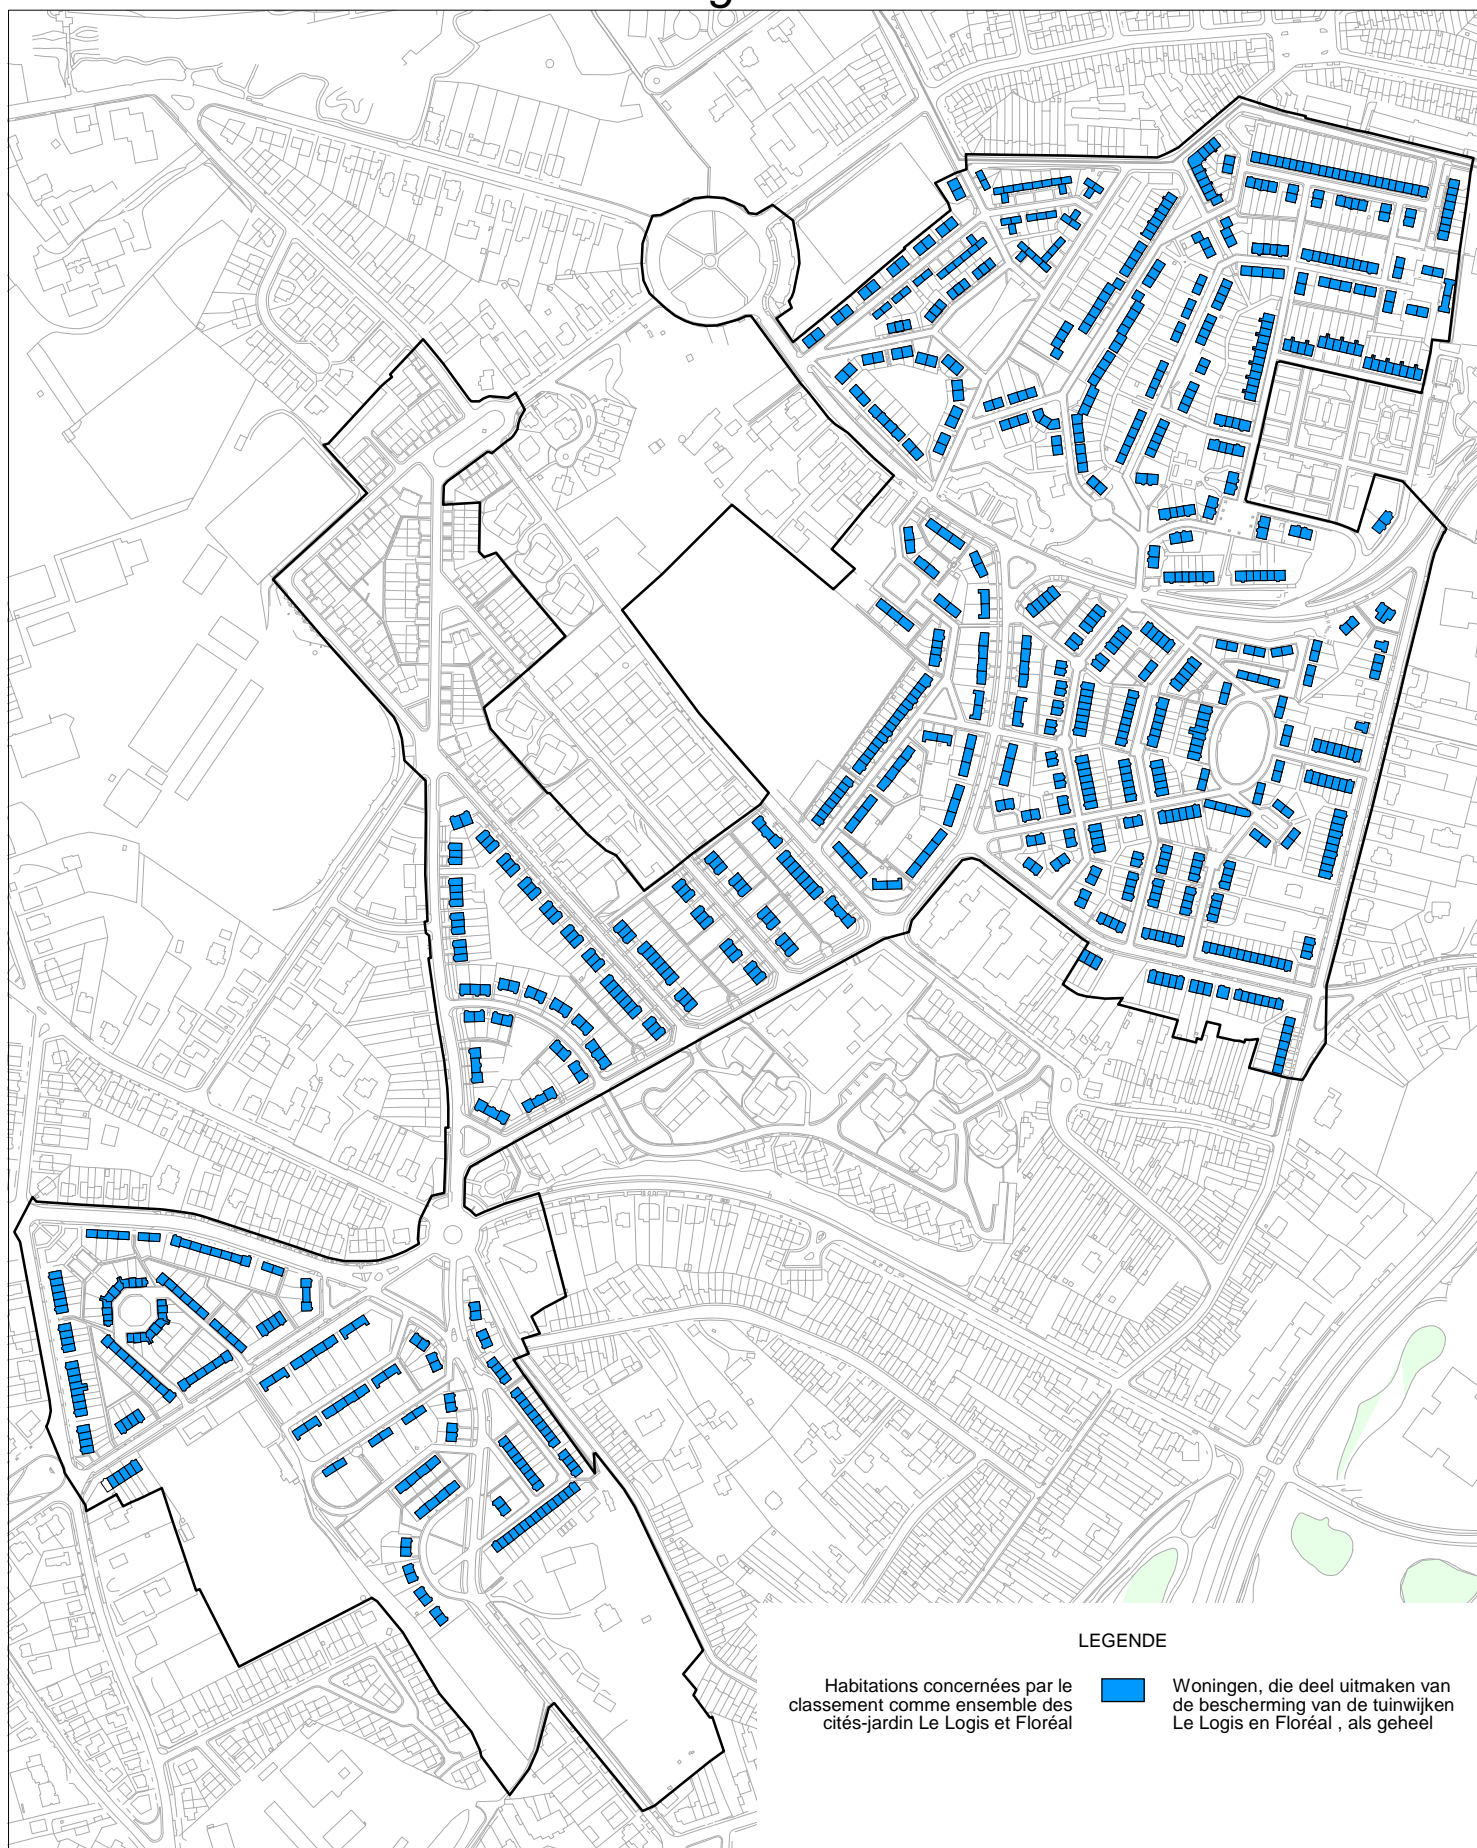 LEGENDE
Habitations concernées par le
classement comme ensemble des
cités-jardin Le Logis et Floréal
Woningen, die deel uitmaken van
de bescherming van de tuinwijken
Le Logis en Floréal , als geheel